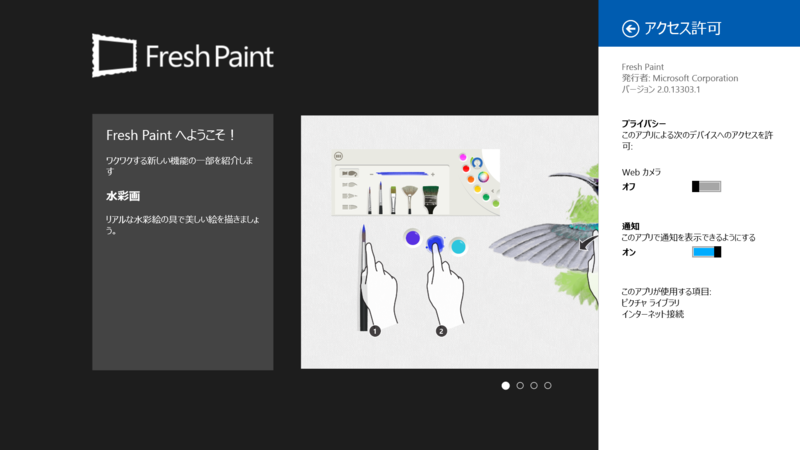 Fresh Paint
Fresh Paint へようこそ！
ワクワクする新しい機能の一部を紹介しま
す
水彩画
リアルな水彩絵の具で美しい絵を描きましょ
う。
1
2
アクセス許可
Fresh Paint
発行者: Microsoft Corporation
バージョン 2.0.13303.1
プライバシー
このアプリによる次のデバイスへのアクセスを許
可:
Web カメラ
オフ
通知
このアプリで通知を表示できるようにする
オン
このアプリが使用する項目:
ピクチャ ライブラリ
インターネット接続